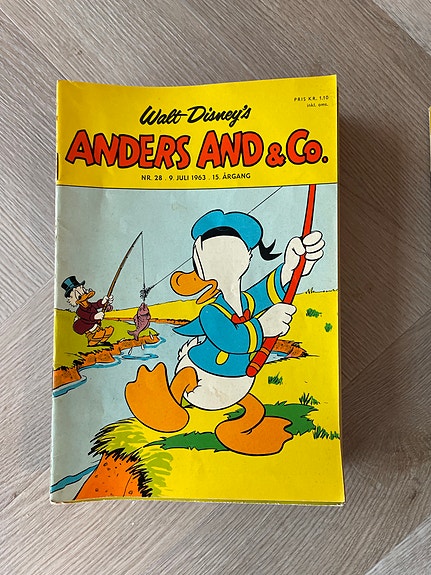 PRIS KR. 1,10
inkl. oms.
Walt Disney's
ANDERS AND & Co.
NR. 28 . 9. JULI 1963 . 15. ÅRGANG